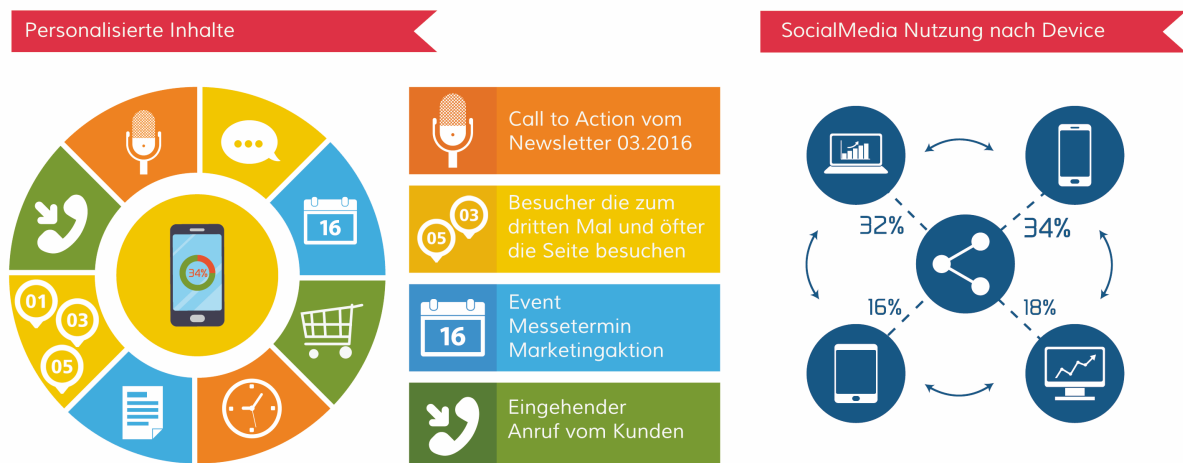 Personalisierte Inhalte
16
34%
01
03
05
Call to Action vom
Newsletter 03.2016
03
05
Besucher die zum
dritten Mal und öfter
die Seite besuchen
16
Event
Messetermin
Marketingaktion
Eingehender
Anruf vom Kunden
SocialMedia Nutzung nach Device
32%
34%
16%
18%